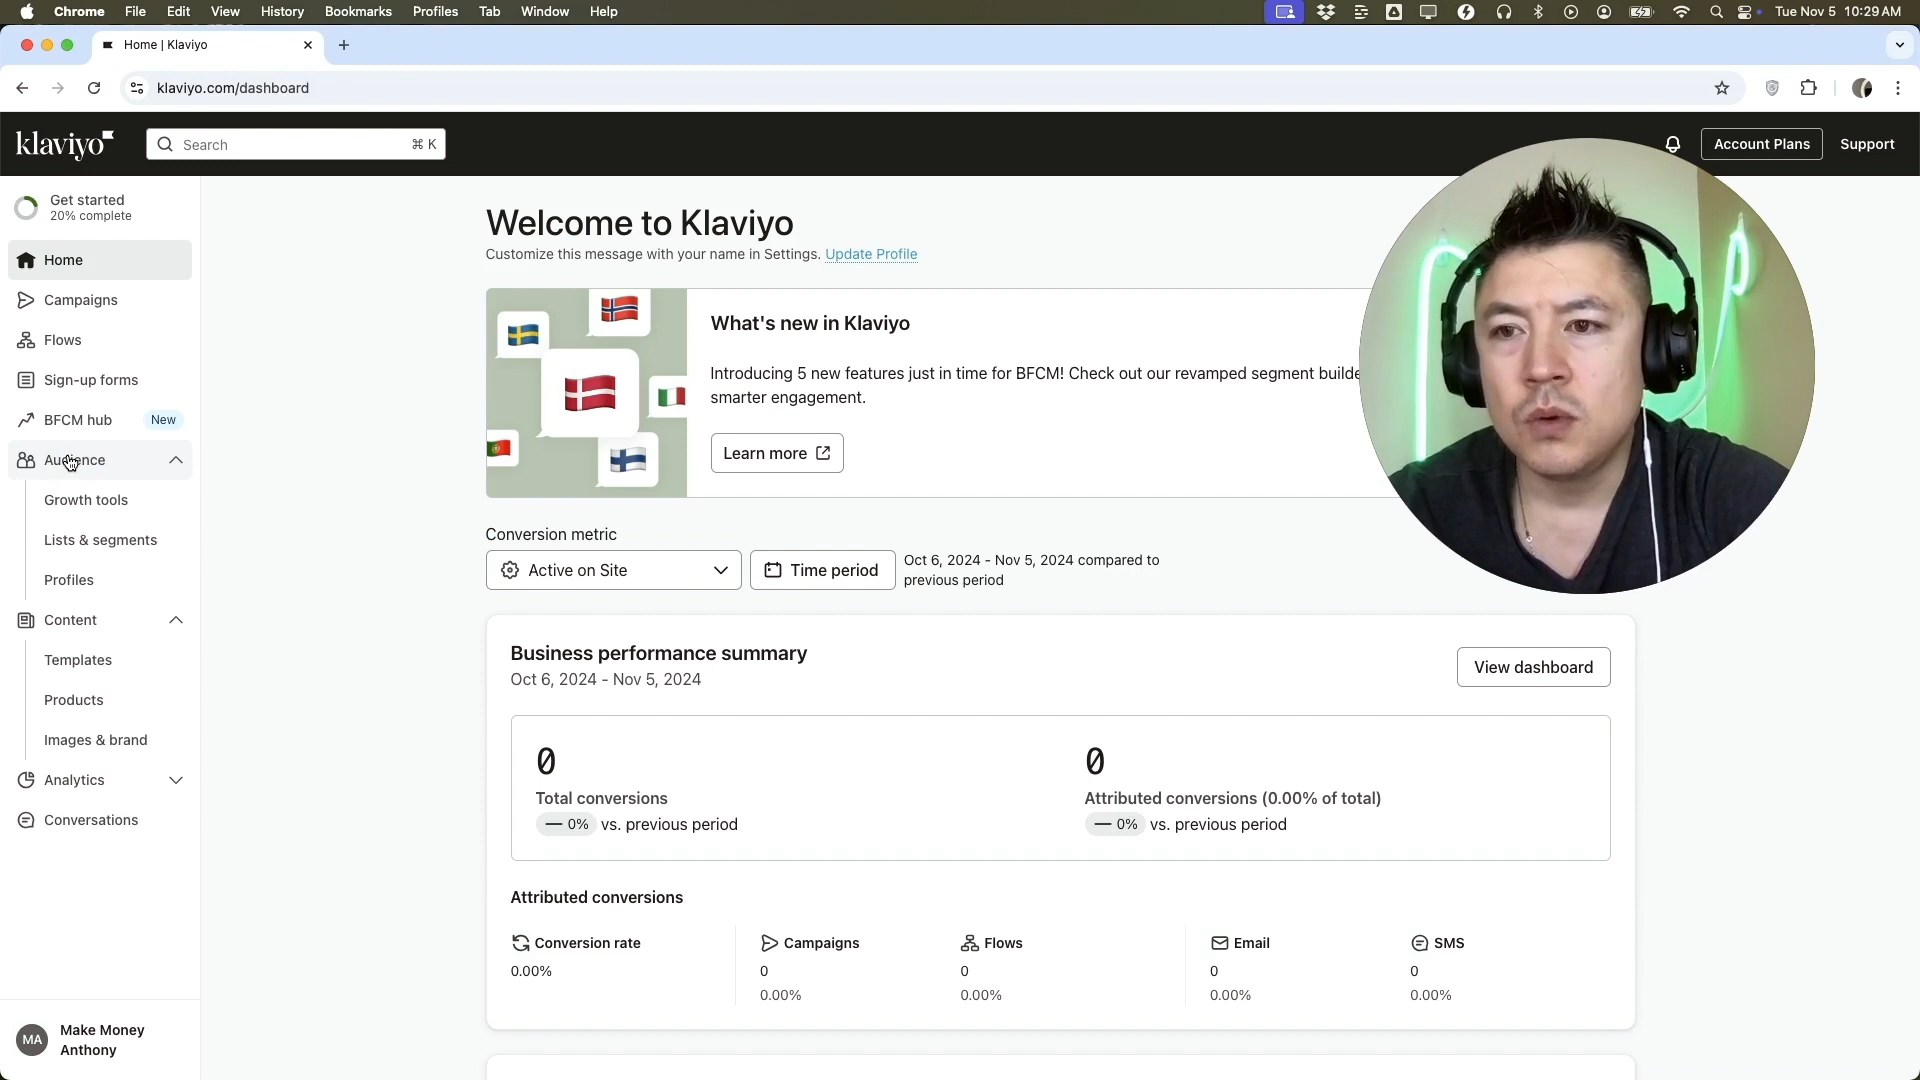 Chrome File Edit View History Bookmarks Profiles Tab Window Help Tue Nov 5 10:29 AM
Home | Klaviyo
klaviyo.com/dashboard
klaviyo
Search ⌘ K
Account Plans
Support
Get started
20% complete
Home
Campaigns
Flows
Sign-up forms
BFCM hub New
Audience
Growth tools
Lists & segments
Profiles
Content
Templates
Products
Images & brand
Analytics
Conversations
MA
Make Money
Anthony
Welcome to Klaviyo
Customize this message with your name in Settings. Update Profile
What's new in Klaviyo
Introducing 5 new features just in time for BFCM! Check out our revamped segment
smarter engagement.
Learn more
Conversion metric
Active on Site
Time period
Oct 6, 2024 - Nov 5, 2024 compared to
previous period
Business performance summary
Oct 6, 2024 - Nov 5, 2024
View dashboard
0
Total conversions
— 0% vs. previous period
0
Attributed conversions (0.00% of total)
— 0% vs. previous period
Attributed conversions
Conversion rate
0.00%
Campaigns
0
0.00%
Flows
0
0.00%
Email
0
0.00%
SMS
0
0.00%